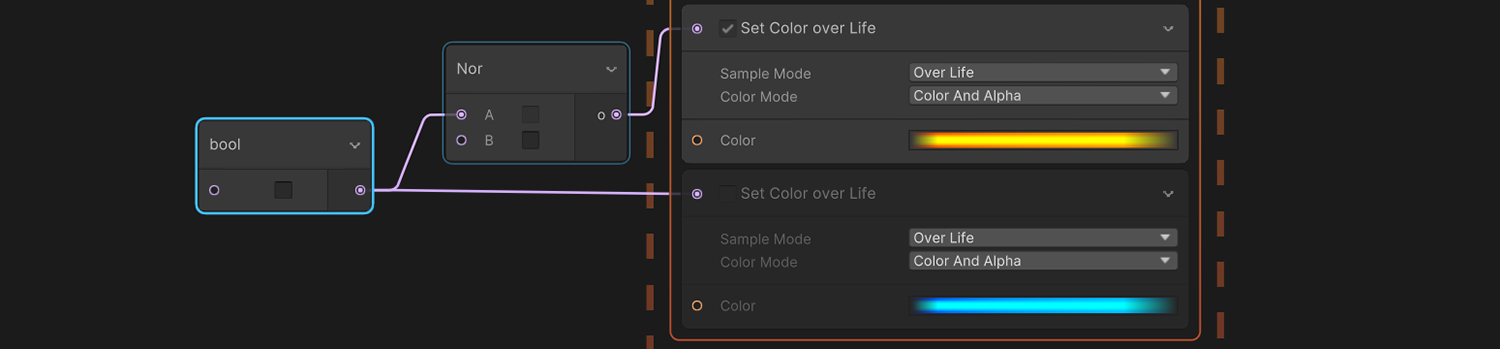 Set Color over Life
Nor
Sample Mode Over Life
Color Mode Color And Alpha
A o
B
Color
bool
Set Color over Life
Sample Mode Over Life
Color Mode Color And Alpha
Color